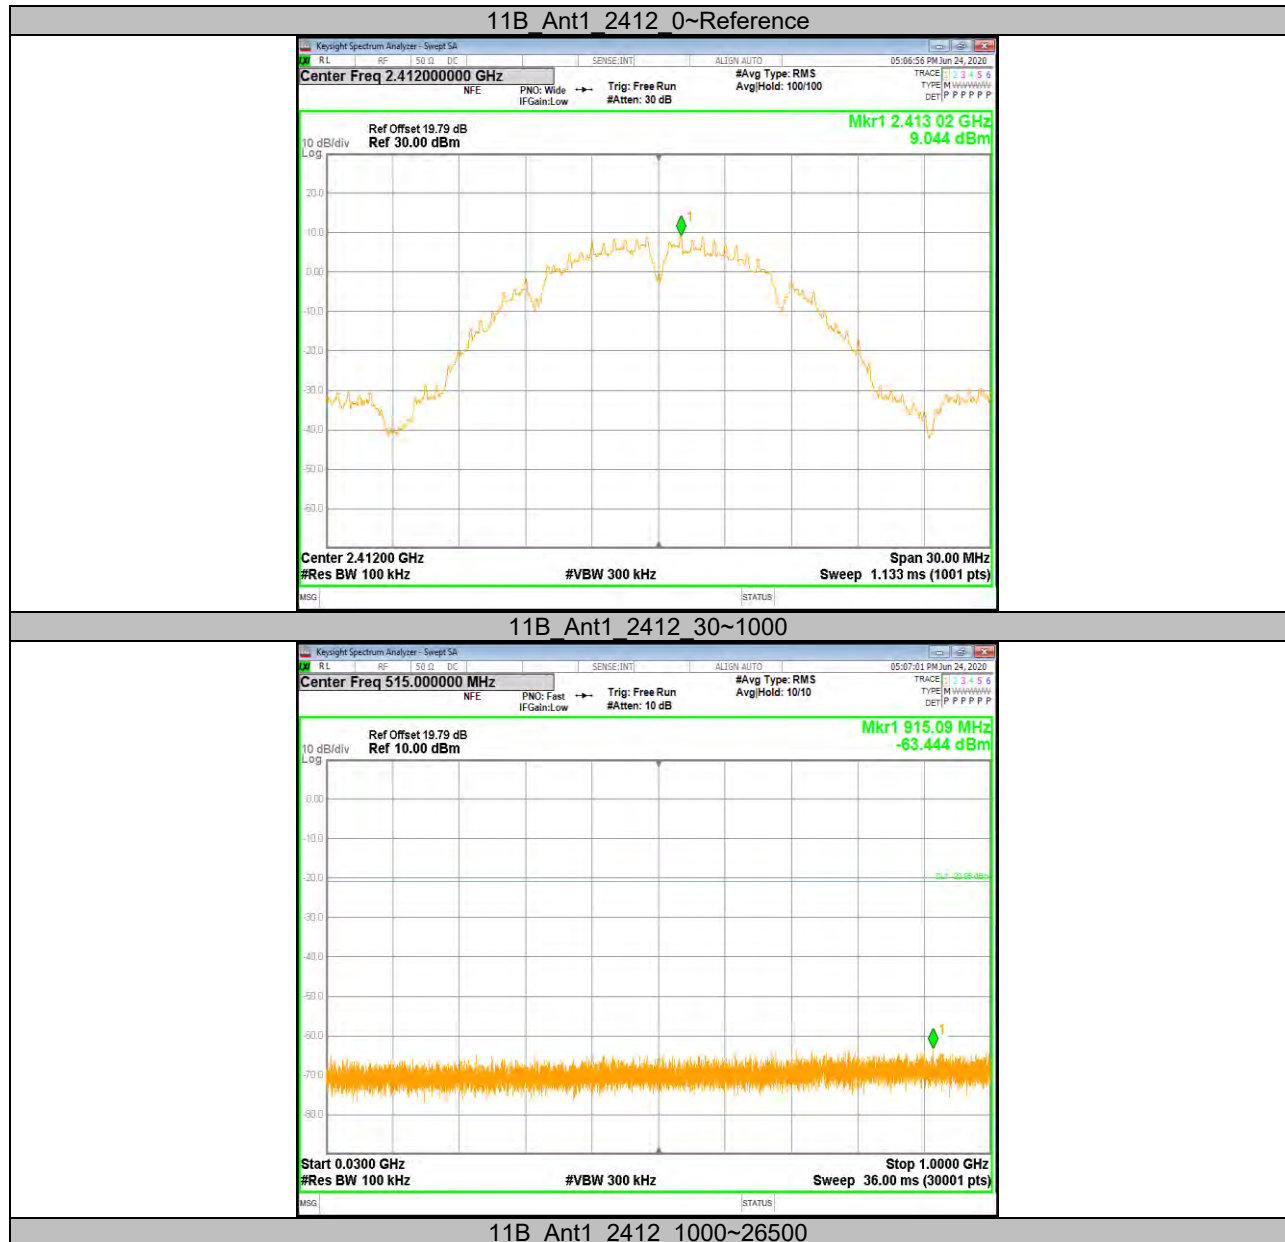 11B_Ant1_2412_0~Reference
Keysight Spectrum Analyzer - Swept SA
RL RF 50 Ω DC SENSE:INT ALIGN AUTO 05:06:56 PM Jun 24, 2020
Center Freq 2.412000000 GHz #Avg Type: RMS TRACE 1 2 3 4 5 6
NFE PNO: Wide Trig: Free Run Avg|Hold: 100/100 TYPE M WWWWW
IFGain:Low #Atten: 30 dB DET P P P P P P
Mkr1 2.413 02 GHz
Ref Offset 19.79 dB
10 dB/div Ref 30.00 dBm 9.044 dBm
Log
1
20.0
10.0
0.00
-10.0
-20.0
-30.0
-40.0
-50.0
-60.0
Center 2.41200 GHz Span 30.00 MHz
#Res BW 100 kHz #VBW 300 kHz Sweep 1.133 ms (1001 pts)
MSG STATUS
11B_Ant1_2412_30~1000
Keysight Spectrum Analyzer - Swept SA
RL RF 50 Ω DC SENSE:INT ALIGN AUTO 05:07:01 PM Jun 24, 2020
Center Freq 515.000000 MHz #Avg Type: RMS TRACE 1 2 3 4 5 6
NFE PNO: Fast Trig: Free Run Avg|Hold: 10/10 TYPE M WWWWW
IFGain:Low #Atten: 10 dB DET P P P P P P
Mkr1 915.09 MHz
Ref Offset 19.79 dB
10 dB/div Ref 10.00 dBm -63.444 dBm
Log
0.00
-10.0
-20.0
-30.0
-40.0
-50.0
-60.0
1
-70.0
-80.0
Start 0.0300 GHz Stop 1.0000 GHz
#Res BW 100 kHz #VBW 300 kHz Sweep 36.00 ms (30001 pts)
MSG STATUS
11B_Ant1_2412_1000~26500